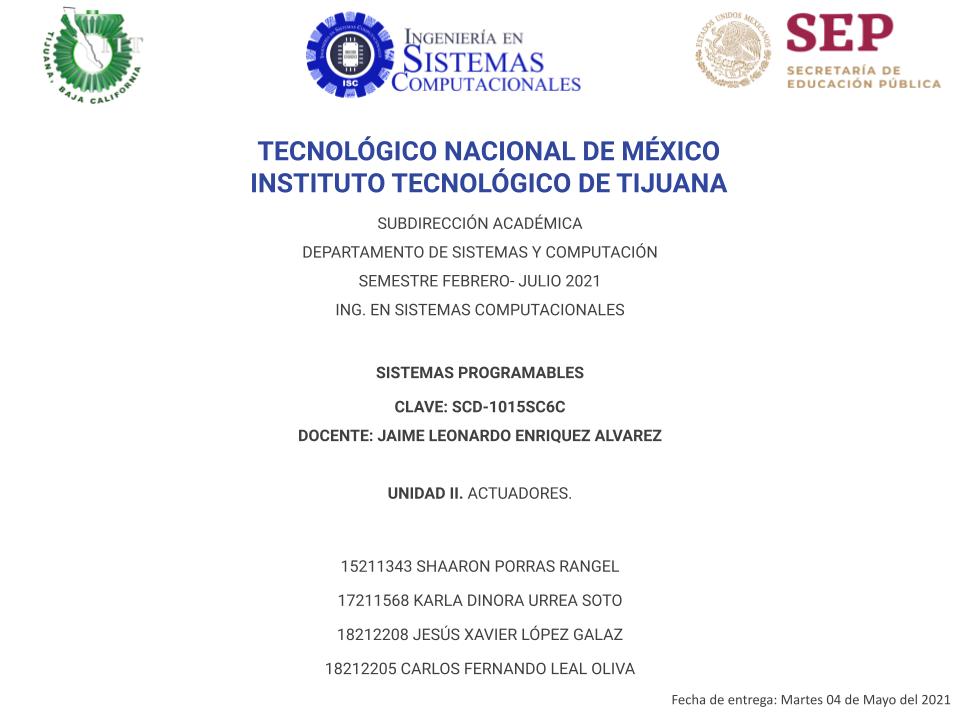 TIJUANA,
BAJA CALIFORNIA
ISC
INGENIERÍA EN
SISTEMAS
COMPUTACIONALES
ESTADOS UNIDOS MEXICANOS
SEP
SECRETARÍA DE
EDUCACIÓN PÚBLICA
TECNOLÓGICO NACIONAL DE MÉXICO
INSTITUTO TECNOLÓGICO DE TIJUANA
SUBDIRECCIÓN ACADÉMICA
DEPARTAMENTO DE SISTEMAS Y COMPUTACIÓN
SEMESTRE FEBRERO- JULIO 2021
ING. EN SISTEMAS COMPUTACIONALES
SISTEMAS PROGRAMABLES
CLAVE: SCD-1015SC6C
DOCENTE: JAIME LEONARDO ENRIQUEZ ALVAREZ
UNIDAD II. ACTUADORES.
15211343 SHAARON PORRAS RANGEL
17211568 KARLA DINORA URREA SOTO
18212208 JESÚS XAVIER LÓPEZ GALAZ
18212205 CARLOS FERNANDO LEAL OLIVA
Fecha de entrega: Martes 04 de Mayo del 2021